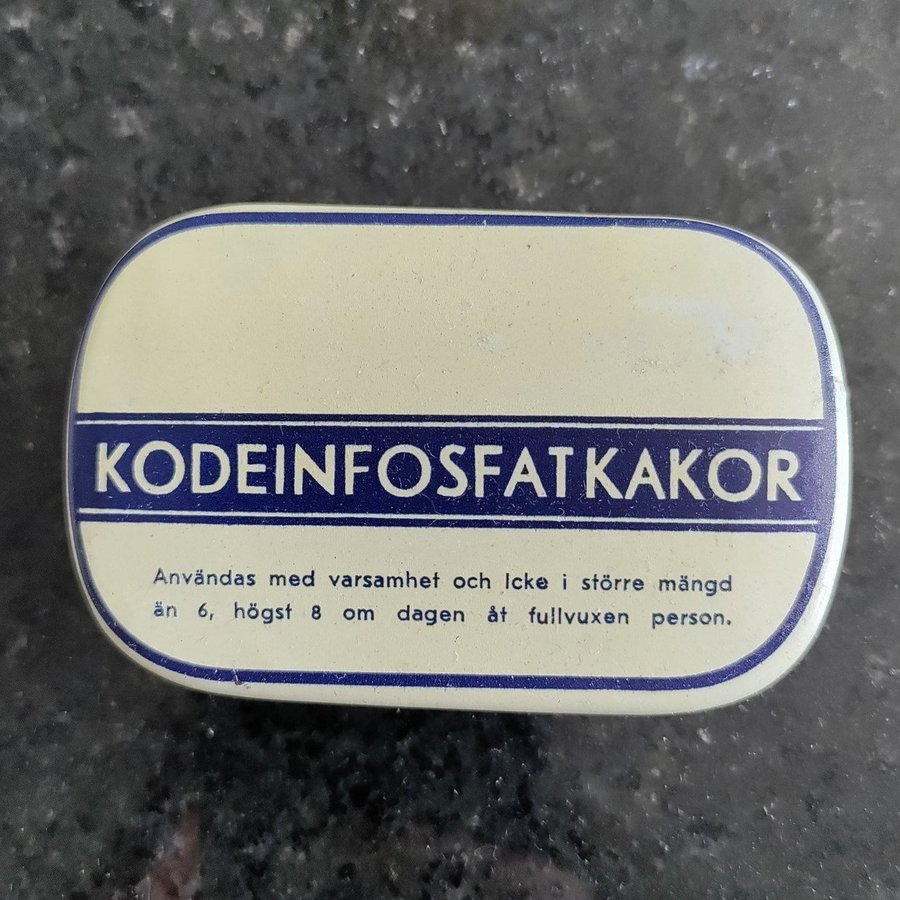 KODEINFOSFATKAKOR
Användas med varsamhet och Icke i större mängd
än 6, högst 8 om dagen åt fullvuxen person.